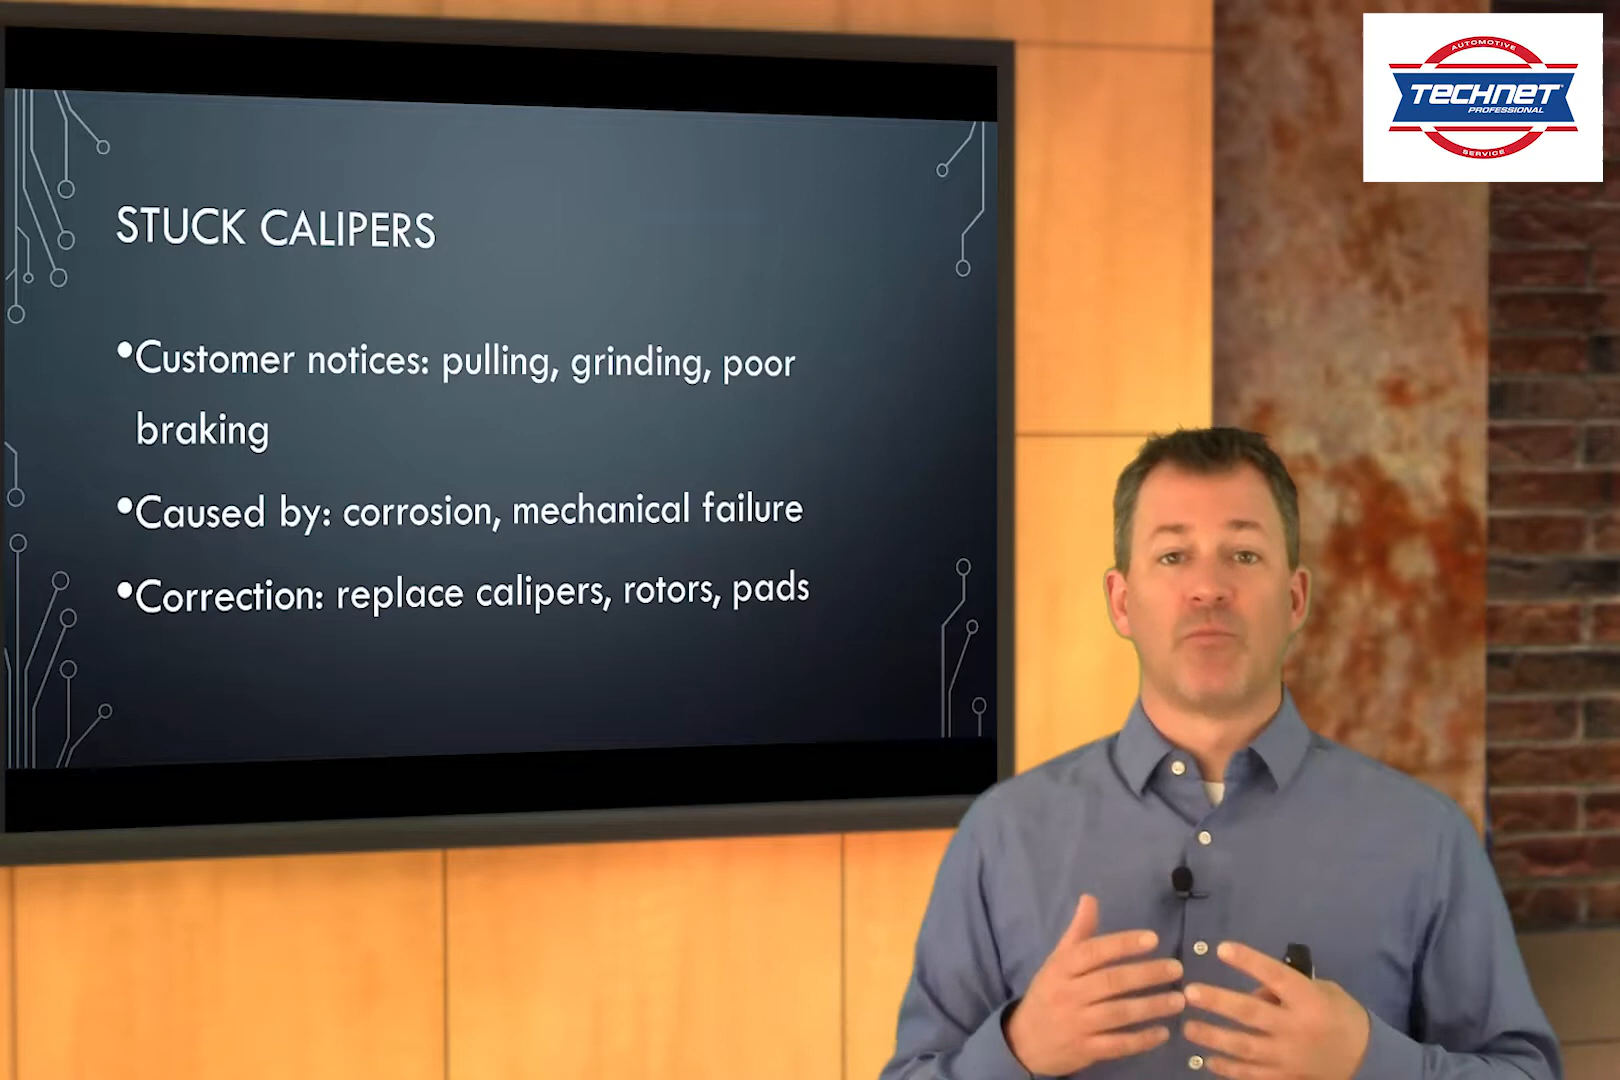 AUTOMOTIVE
TECHNET
PROFESSIONAL
SERVICE
STUCK CALIPERS
•Customer notices: pulling, grinding, poor
braking
•Caused by: corrosion, mechanical failure
•Correction: replace calipers, rotors, pads